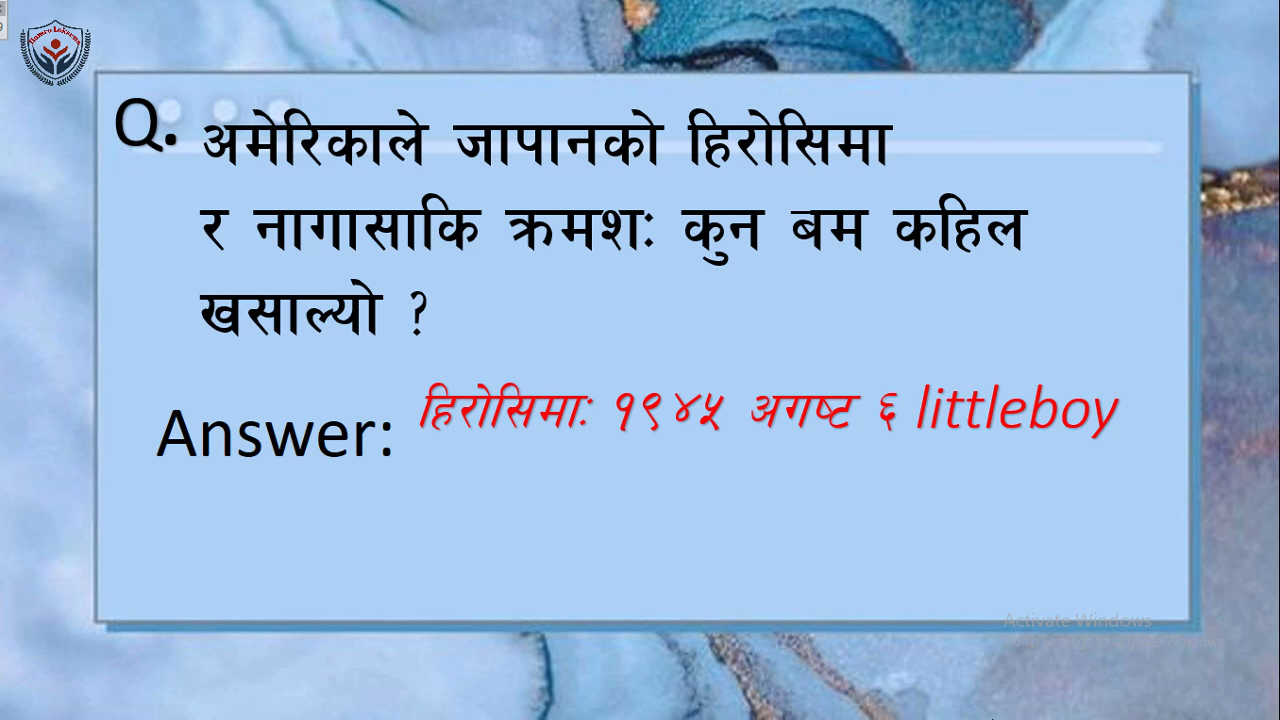 Q. अमेरिकाले जापानको हिरोसिमा
र नागासाकि क्रमशः कुन बम कहिल
खसाल्यो ?
Answer: हिरोसिमाः १९४५ अगष्ट ६ littleboy
Activate Windows